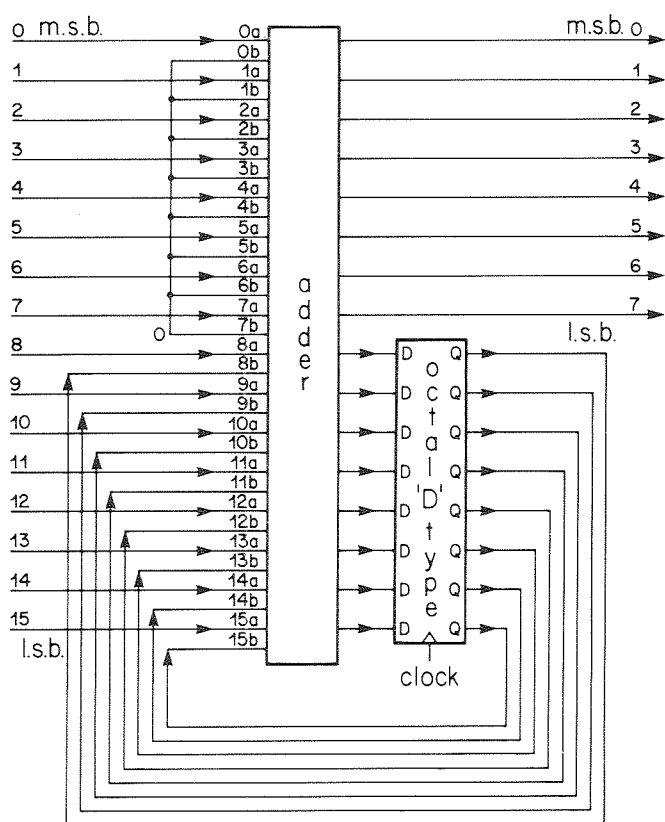 0 m.s.b. 0a m.s.b. 0
0b
1 1a 1
1b
2 2a 2
2b
3 3a 3
3b
4 4a 4
4b
5 5a 5
5b
6 6a 6
6b
7 7a 7
0 7b l.s.b.
8 8a D Q
8b
9 9a D Q
9b
10 10a D Q
10b
11 11a D Q
11b
12 12a D Q
12b
13 13a D Q
13b
14 14a D Q
14b
15 15a D Q
l.s.b. 15b
adder
octal 'D' type
clock